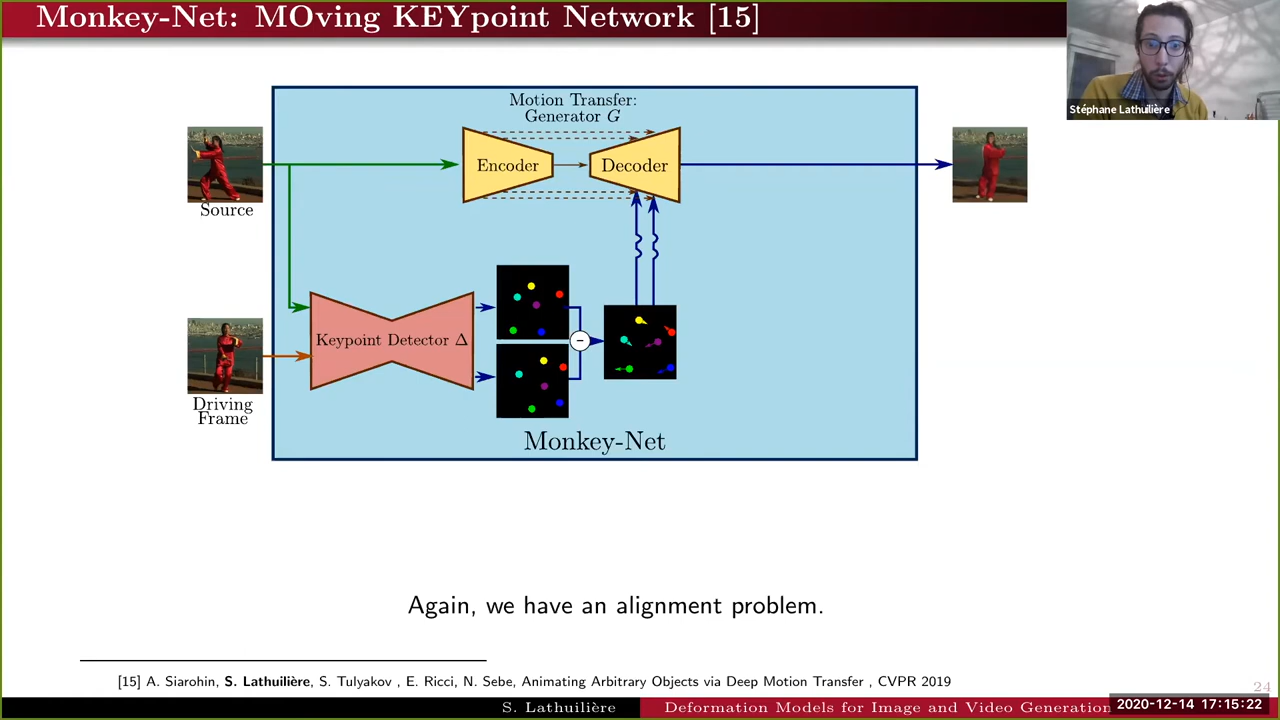 Monkey-Net: MOving KEYpoint Network [15]
Stéphane Lathuilière
Motion Transfer:
Generator G
Encoder
Decoder
Source
Keypoint Detector Δ
−
Driving
Frame
Monkey-Net
Again, we have an alignment problem.
[15] A. Siarohin, S. Lathuilière, S. Tulyakov , E. Ricci, N. Sebe, Animating Arbitrary Objects via Deep Motion Transfer , CVPR 2019
24
S. Lathuilière
Deformation Models for Image and Video Generation
2020-12-14 17:15:22